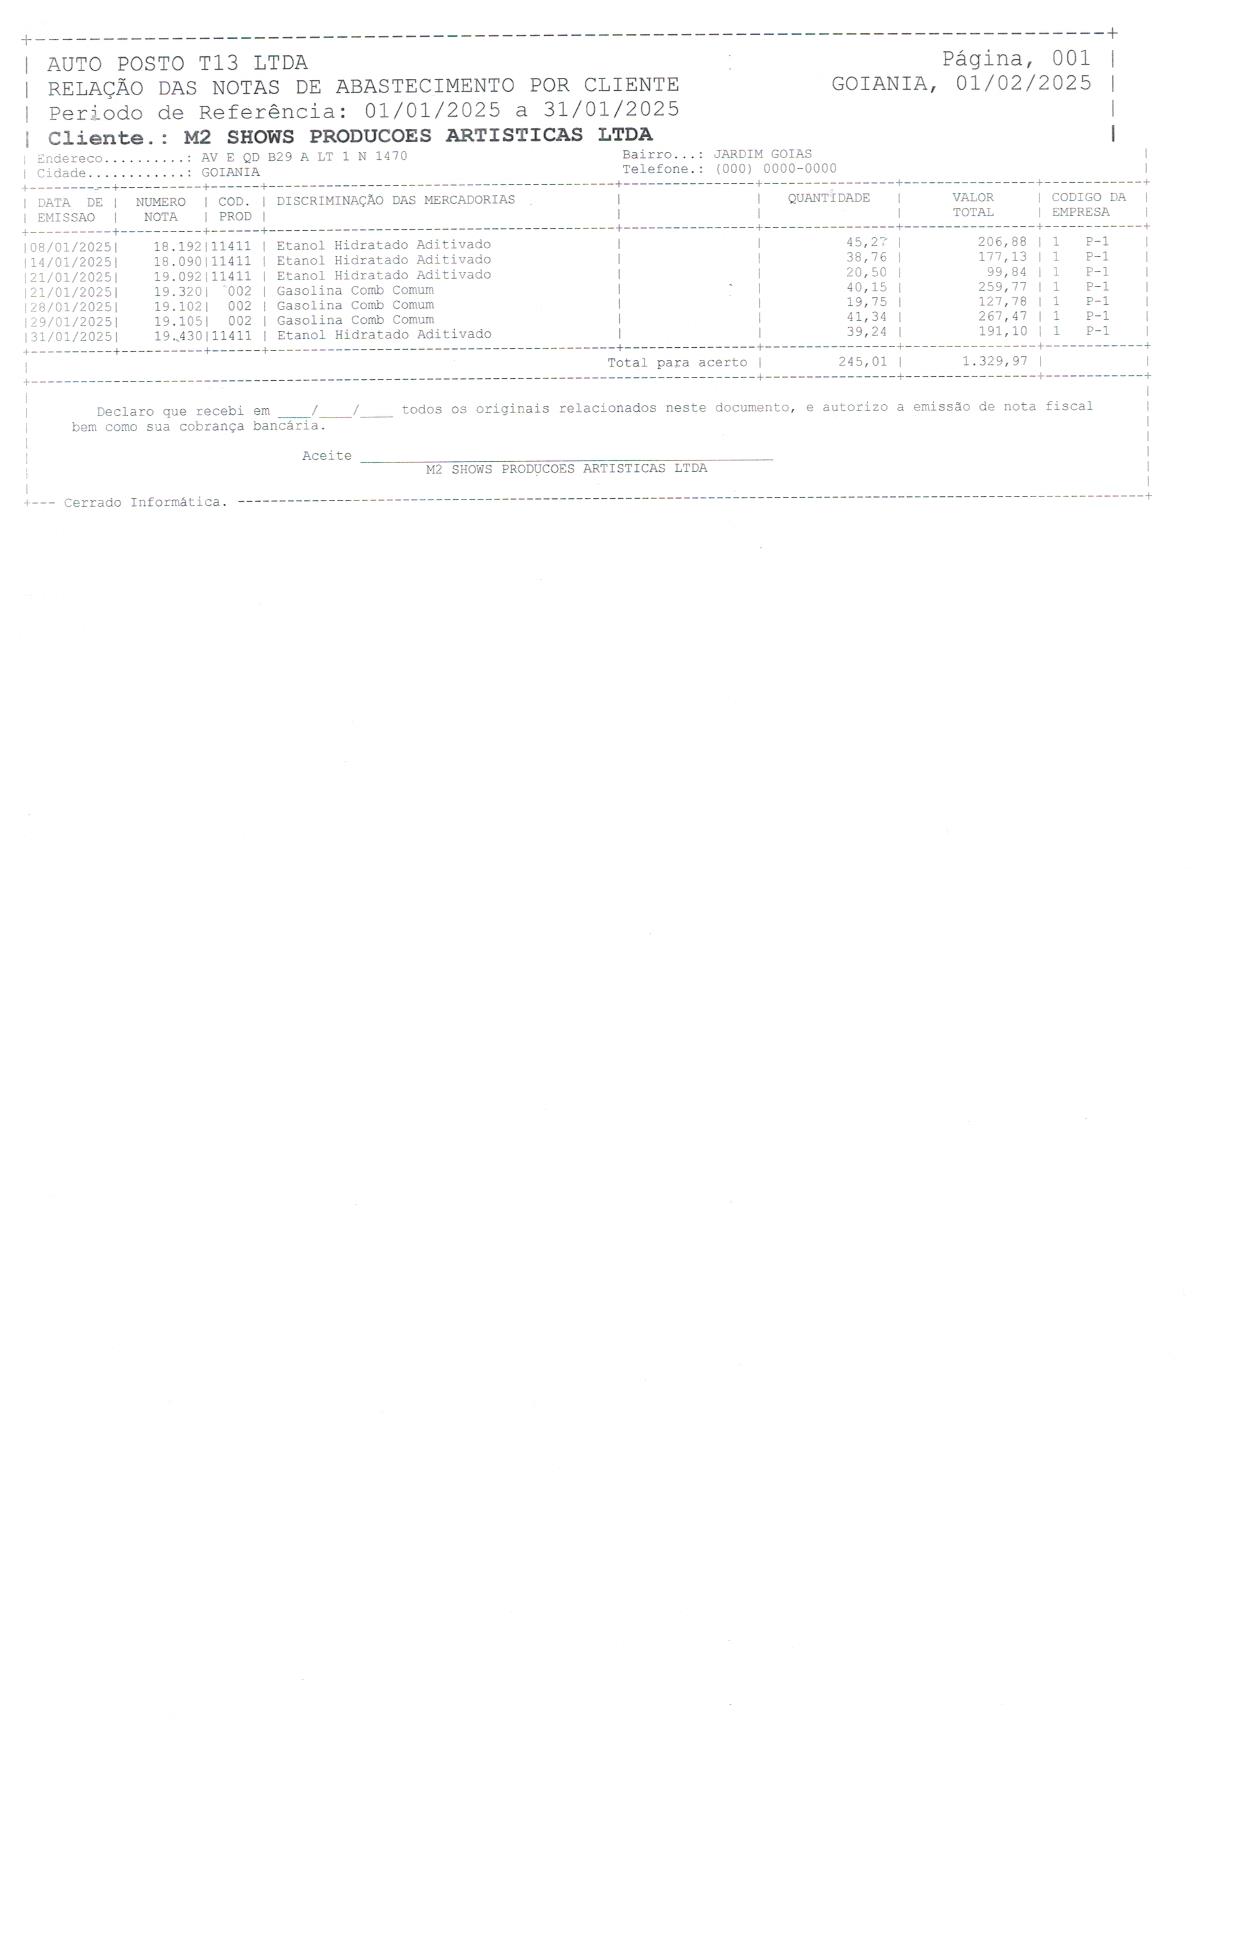 AUTO POSTO T13 LTDA Página, 001
RELAÇÃO DAS NOTAS DE ABASTECIMENTO POR CLIENTE GOIANIA, 01/02/2025
Periodo de Referência: 01/01/2025 a 31/01/2025
Cliente.: M2 SHOWS PRODUCOES ARTISTICAS LTDA
Endereco..........: AV E QD B29 A LT 1 N 1470 Bairro...: JARDIM GOIAS
Cidade............: GOIANIA Telefone.: (000) 0000-0000
DATA DE | NUMERO | COD. | DISCRIMINAÇÃO DAS MERCADORIAS | | QUANTIDADE | VALOR | CODIGO DA
EMISSAO | NOTA | PROD | | | | TOTAL | EMPRESA
|08/01/2025| 18.192|11411 | Etanol Hidratado Aditivado | | 45,27 | 206,88 | 1 P-1 |
|14/01/2025| 18.090|11411 | Etanol Hidratado Aditivado | | 38,76 | 177,13 | 1 P-1 |
|21/01/2025| 19.092|11411 | Etanol Hidratado Aditivado | | 20,50 | 99,84 | 1 P-1 |
|21/01/2025| 19.320| 002 | Gasolina Comb Comum | | 40,15 | 259,77 | 1 P-1 |
|28/01/2025| 19.102| 002 | Gasolina Comb Comum | | 19,75 | 127,78 | 1 P-1 |
|29/01/2025| 19.105| 002 | Gasolina Comb Comum | | 41,34 | 267,47 | 1 P-1 |
|31/01/2025| 19.430|11411 | Etanol Hidratado Aditivado | | 39,24 | 191,10 | 1 P-1 |
Total para acerto | 245,01 | 1.329,97 |
Declaro que recebi em ____/____/____ todos os originais relacionados neste documento, e autorizo a emissão de nota fiscal
bem como sua cobrança bancária.
Aceite ____________________
M2 SHOWS PRODUCOES ARTISTICAS LTDA
+--- Cerrado Informática. ---+